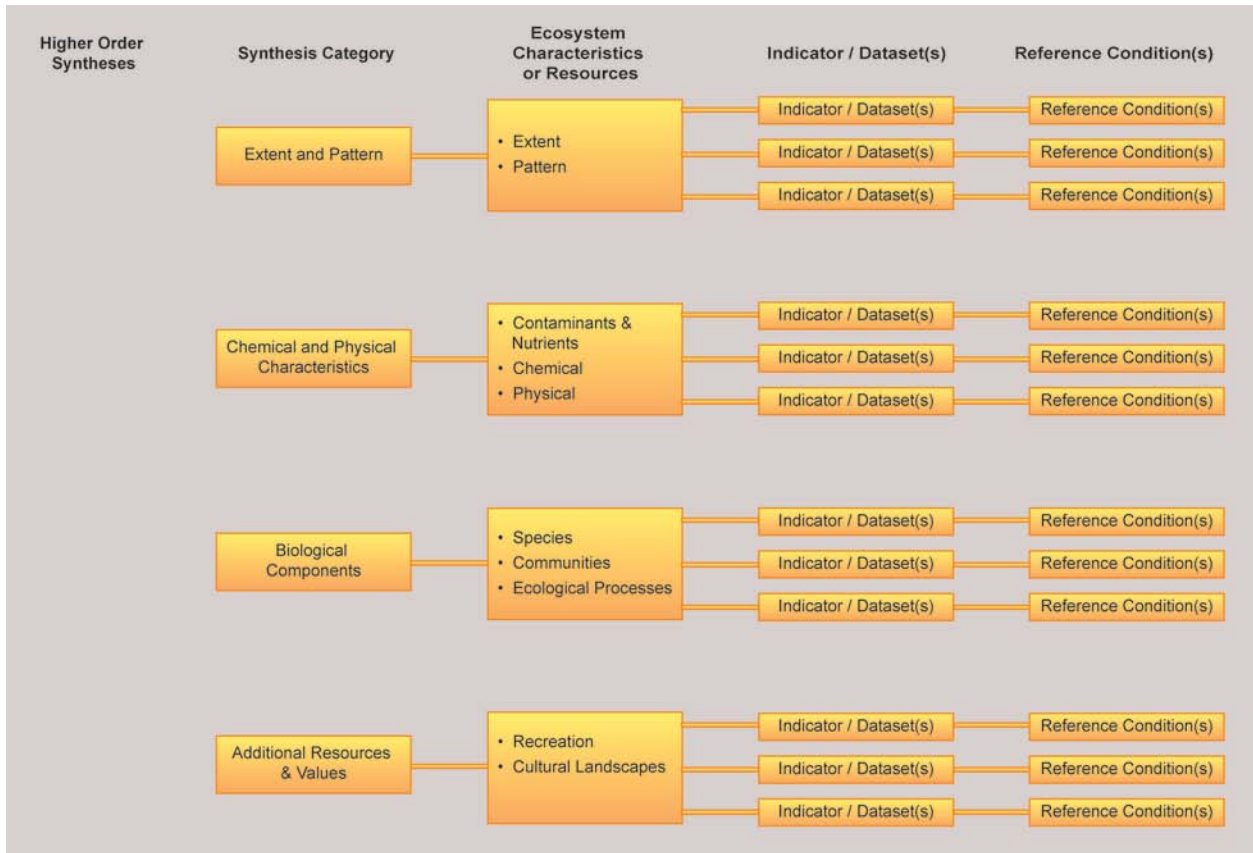 Higher Order
Syntheses
Synthesis Category
Ecosystem
Characteristics
or Resources
Indicator / Dataset(s)
Reference Condition(s)
Extent and Pattern
• Extent
• Pattern
Indicator / Dataset(s)
Reference Condition(s)
Indicator / Dataset(s)
Reference Condition(s)
Indicator / Dataset(s)
Reference Condition(s)
Chemical and Physical
Characteristics
• Contaminants &
Nutrients
• Chemical
• Physical
Indicator / Dataset(s)
Reference Condition(s)
Indicator / Dataset(s)
Reference Condition(s)
Indicator / Dataset(s)
Reference Condition(s)
Biological
Components
• Species
• Communities
• Ecological Processes
Indicator / Dataset(s)
Reference Condition(s)
Indicator / Dataset(s)
Reference Condition(s)
Indicator / Dataset(s)
Reference Condition(s)
Additional Resources
& Values
• Recreation
• Cultural Landscapes
Indicator / Dataset(s)
Reference Condition(s)
Indicator / Dataset(s)
Reference Condition(s)
Indicator / Dataset(s)
Reference Condition(s)